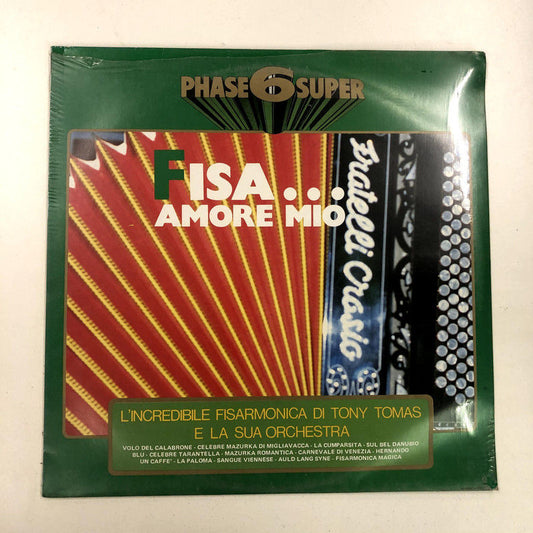 PHASE 6 SUPER
FISA...
AMORE MIO
Fratelli Crosio
L'INCREDIBILE FISARMONICA DI TONY TOMAS
E LA SUA ORCHESTRA
VOLO DEL CALABRONE - CELEBRE MAZURKA DI MIGLIAVACCA - LA CUMPARSITA - SUL BEL DANUBIO
BLU - CELEBRE TARANTELLA - MAZURKA ROMANTICA - CARNEVALE DI VENEZIA - HERNANDO
UN CAFFE' - LA PALOMA - SANGUE VIENNESE - AULD LANG SYNE - FISARMONICA MAGICA